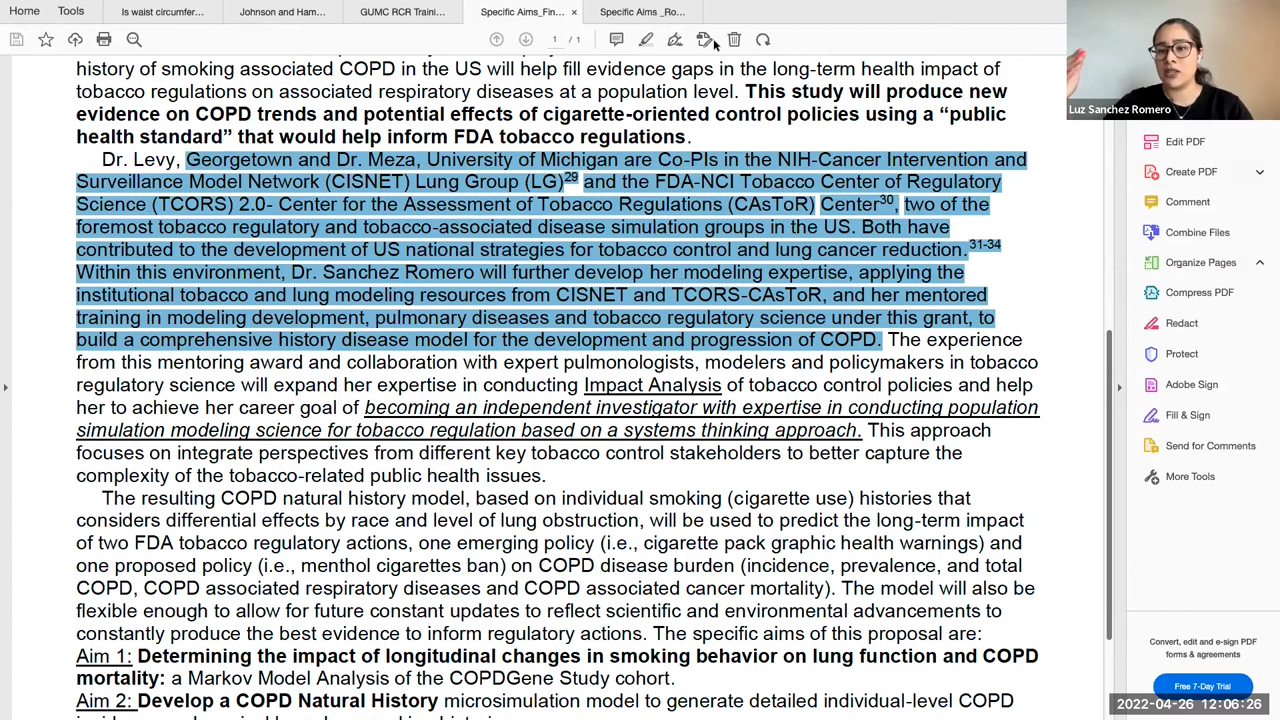 Home Tools Is waist circumfer... Johnson and Ham... GUMC RCR Traini... Specific Aims_Fin... × Specific Aims _Ro...
1 / 1
Luz Sanchez Romero
history of smoking associated COPD in the US will help fill evidence gaps in the long-term health impact of
tobacco regulations on associated respiratory diseases at a population level. This study will produce new
evidence on COPD trends and potential effects of cigarette-oriented control policies using a “public
health standard” that would help inform FDA tobacco regulations.
Dr. Levy, Georgetown and Dr. Meza, University of Michigan are Co-PIs in the NIH-Cancer Intervention and
Surveillance Model Network (CISNET) Lung Group (LG)29 and the FDA-NCI Tobacco Center of Regulatory
Science (TCORS) 2.0- Center for the Assessment of Tobacco Regulations (CAsToR) Center30, two of the
foremost tobacco regulatory and tobacco-associated disease simulation groups in the US. Both have
contributed to the development of US national strategies for tobacco control and lung cancer reduction.31-34
Within this environment, Dr. Sanchez Romero will further develop her modeling expertise, applying the
institutional tobacco and lung modeling resources from CISNET and TCORS-CAsToR, and her mentored
training in modeling development, pulmonary diseases and tobacco regulatory science under this grant, to
build a comprehensive history disease model for the development and progression of COPD. The experience
from this mentoring award and collaboration with expert pulmonologists, modelers and policymakers in tobacco
regulatory science will expand her expertise in conducting Impact Analysis of tobacco control policies and help
her to achieve her career goal of becoming an independent investigator with expertise in conducting population
simulation modeling science for tobacco regulation based on a systems thinking approach. This approach
focuses on integrate perspectives from different key tobacco control stakeholders to better capture the
complexity of the tobacco-related public health issues.
The resulting COPD natural history model, based on individual smoking (cigarette use) histories that
considers differential effects by race and level of lung obstruction, will be used to predict the long-term impact
of two FDA tobacco regulatory actions, one emerging policy (i.e., cigarette pack graphic health warnings) and
one proposed policy (i.e., menthol cigarettes ban) on COPD disease burden (incidence, prevalence, and total
COPD, COPD associated respiratory diseases and COPD associated cancer mortality). The model will also be
flexible enough to allow for future constant updates to reflect scientific and environmental advancements to
constantly produce the best evidence to inform regulatory actions. The specific aims of this proposal are:
Aim 1: Determining the impact of longitudinal changes in smoking behavior on lung function and COPD
mortality: a Markov Model Analysis of the COPDGene Study cohort.
Aim 2: Develop a COPD Natural History microsimulation model to generate detailed individual-level COPD
Edit PDF
Create PDF
Comment
Combine Files
Organize Pages
Compress PDF
Redact
Protect
Adobe Sign
Fill & Sign
Send for Comments
More Tools
Convert, edit and e-sign PDF
forms & agreements
Free 7-Day Trial
2022-04-26 12:06:26